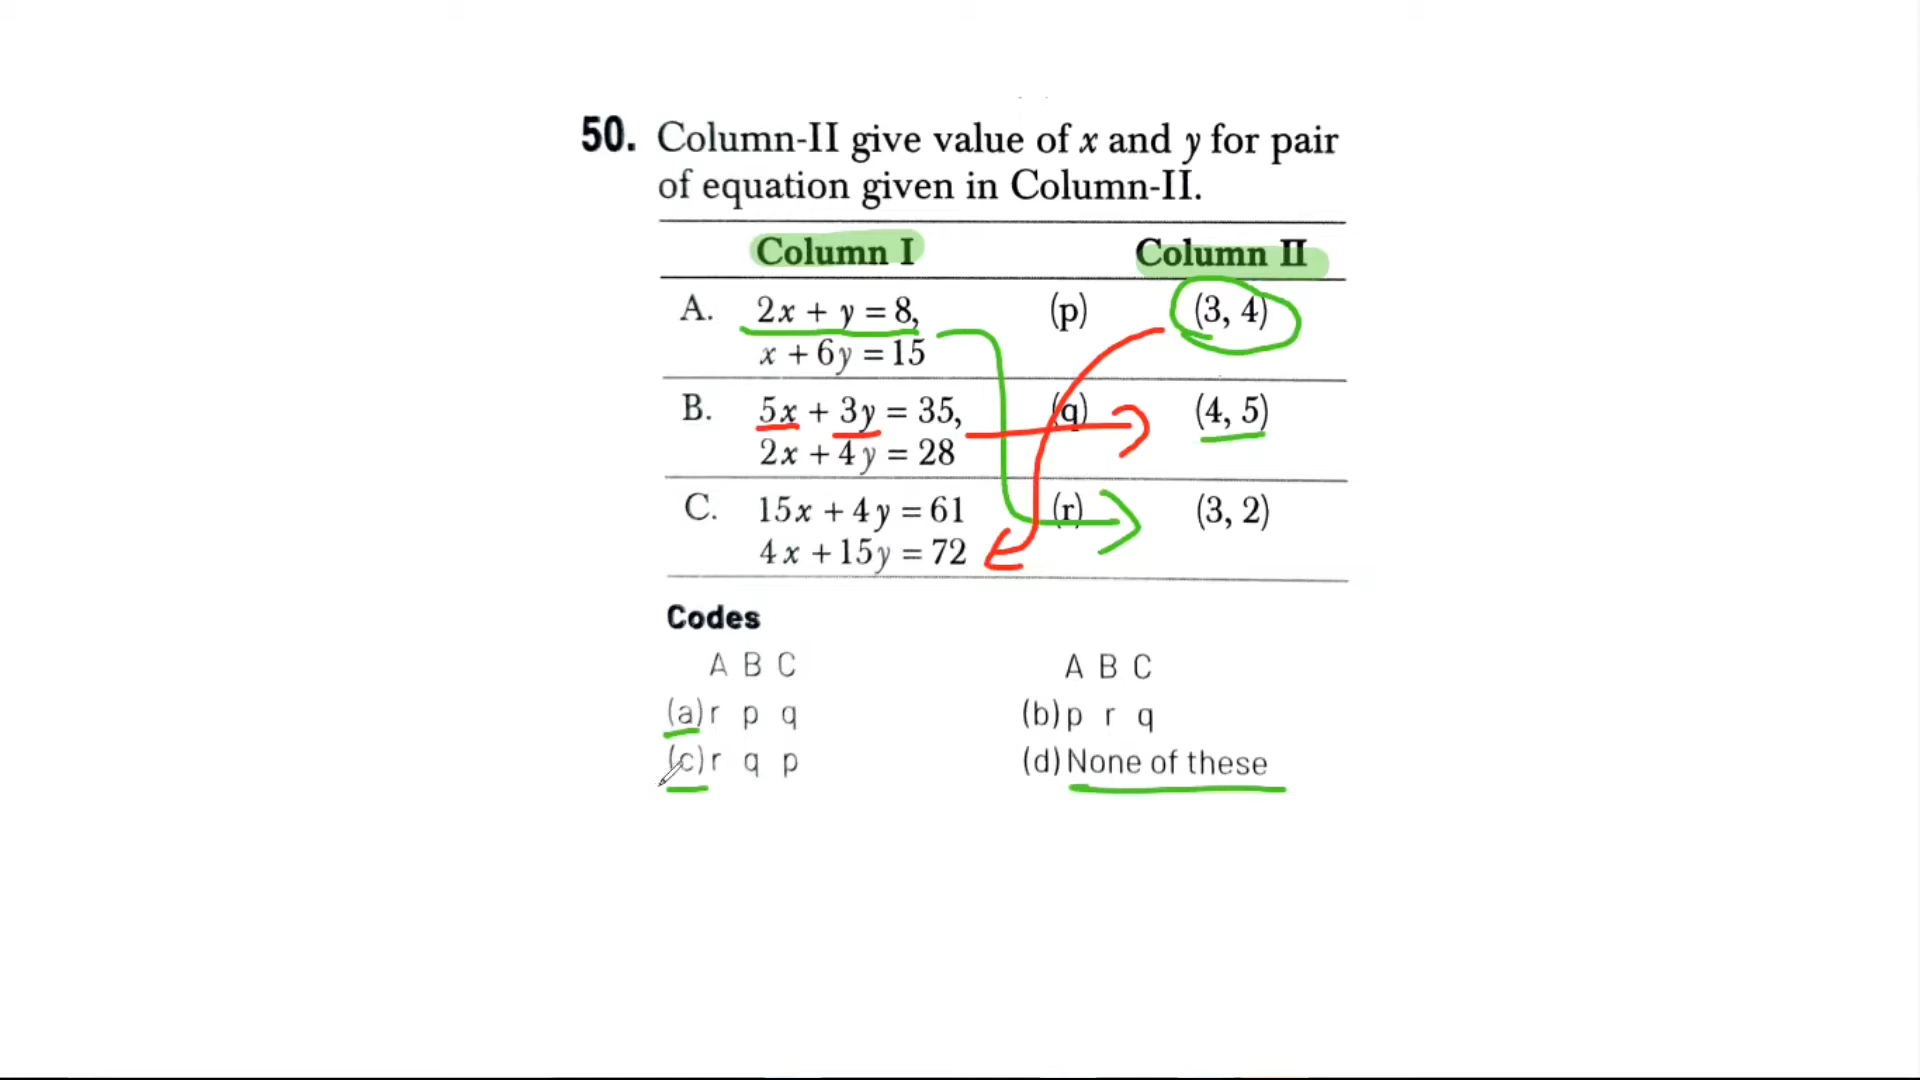 50. Column-II give value of x and y for pair
of equation given in Column-II.
Column I Column II
A. 2x + y = 8, (p) (3, 4)
x + 6y = 15
B. 5x + 3y = 35, (q) (4, 5)
2x + 4y = 28
C. 15x + 4y = 61 (r) (3, 2)
4x + 15y = 72
Codes
A B C A B C
(a) r p q (b) p r q
(c) r q p (d) None of these